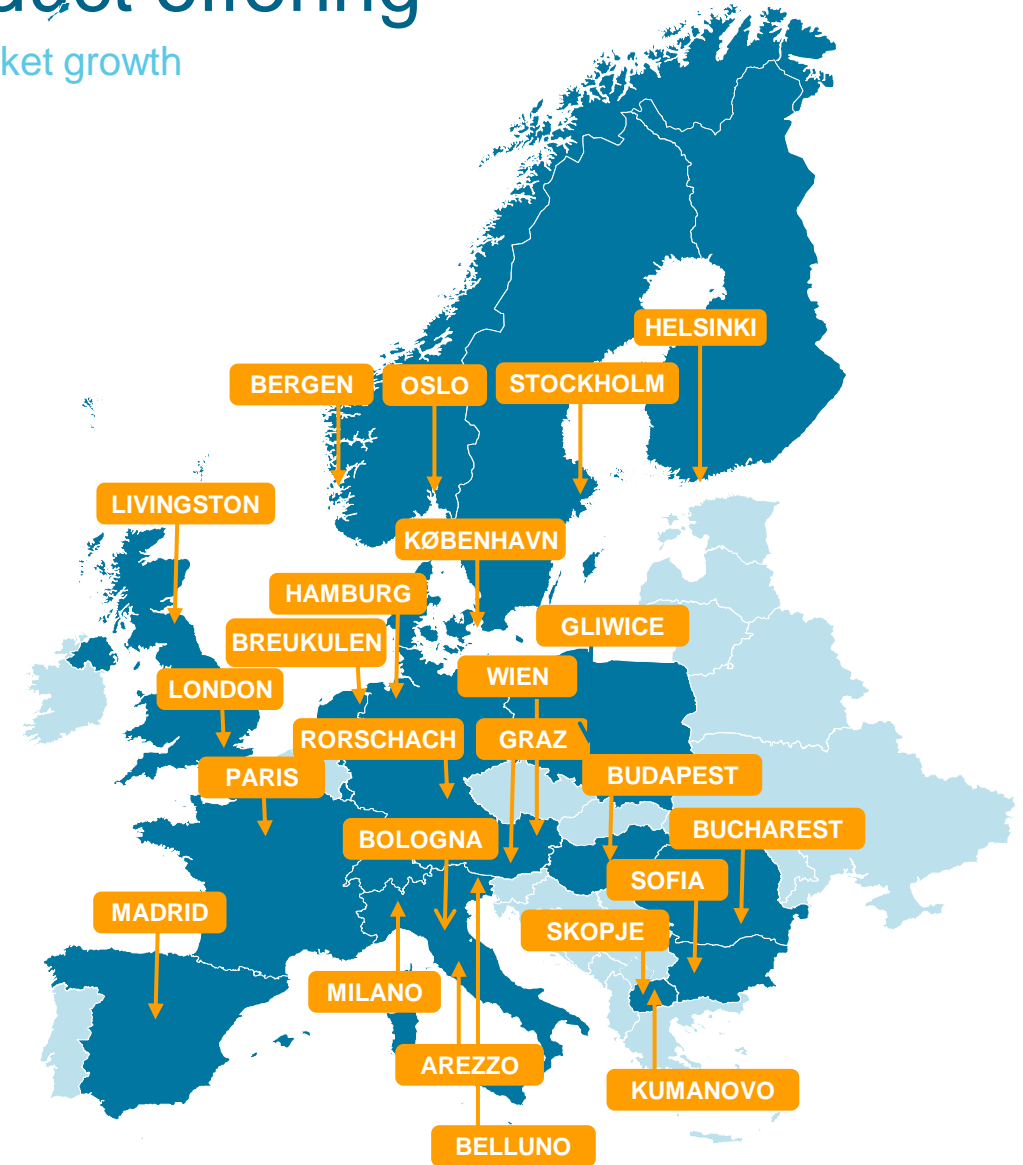 offering
ket growth
HELSINKI
BERGEN
OSLO
STOCKHOLM
LIVINGSTON
KØBENHAVN
HAMBURG
GLIWICE
BREUKULEN
WIEN
LONDON
RORSCHACH
GRAZ
PARIS
BUDAPEST
BUCHAREST
BOLOGNA
SOFIA
MADRID
SKOPJE
MILANO
AREZZO
KUMANOVO
BELLUNO